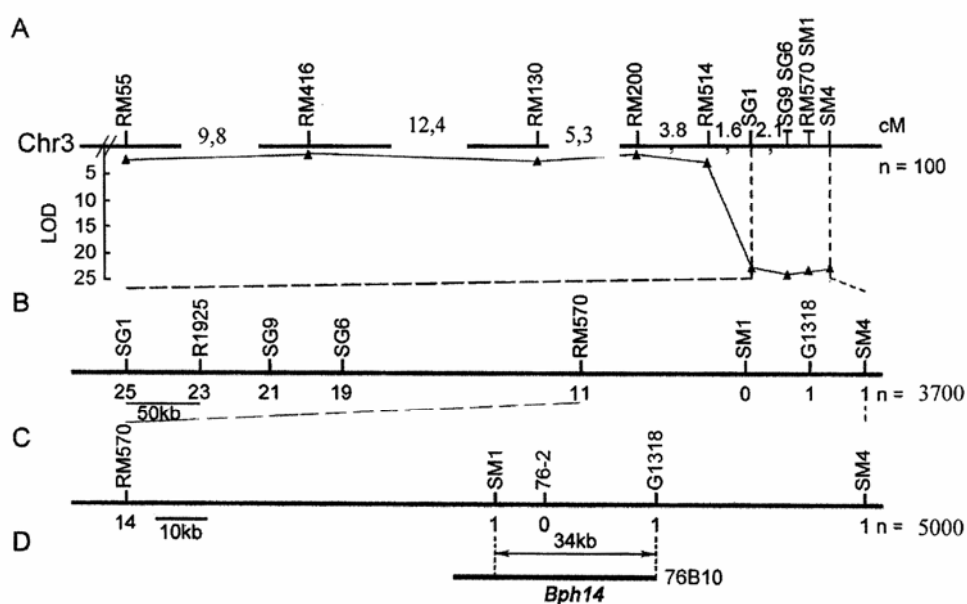 A
RM55 RM416 RM130 RM200 RM514 SG1 SG9 SG6 RM570 SM1 SM4
Chr3 9,8 12,4 5,3 3.8 1.6 2.1 cM
n = 100
LOD
5
10
15
20
25
B
SG1 R1925 SG9 SG6 RM570 SM1 G1318 SM4
25 23 21 19 11 0 1 1 n = 3700
50kb
C
RM570 SM1 76-2 G1318 SM4
14 1 0 1 1 n = 5000
10kb
D
34kb
76B10
Bph14